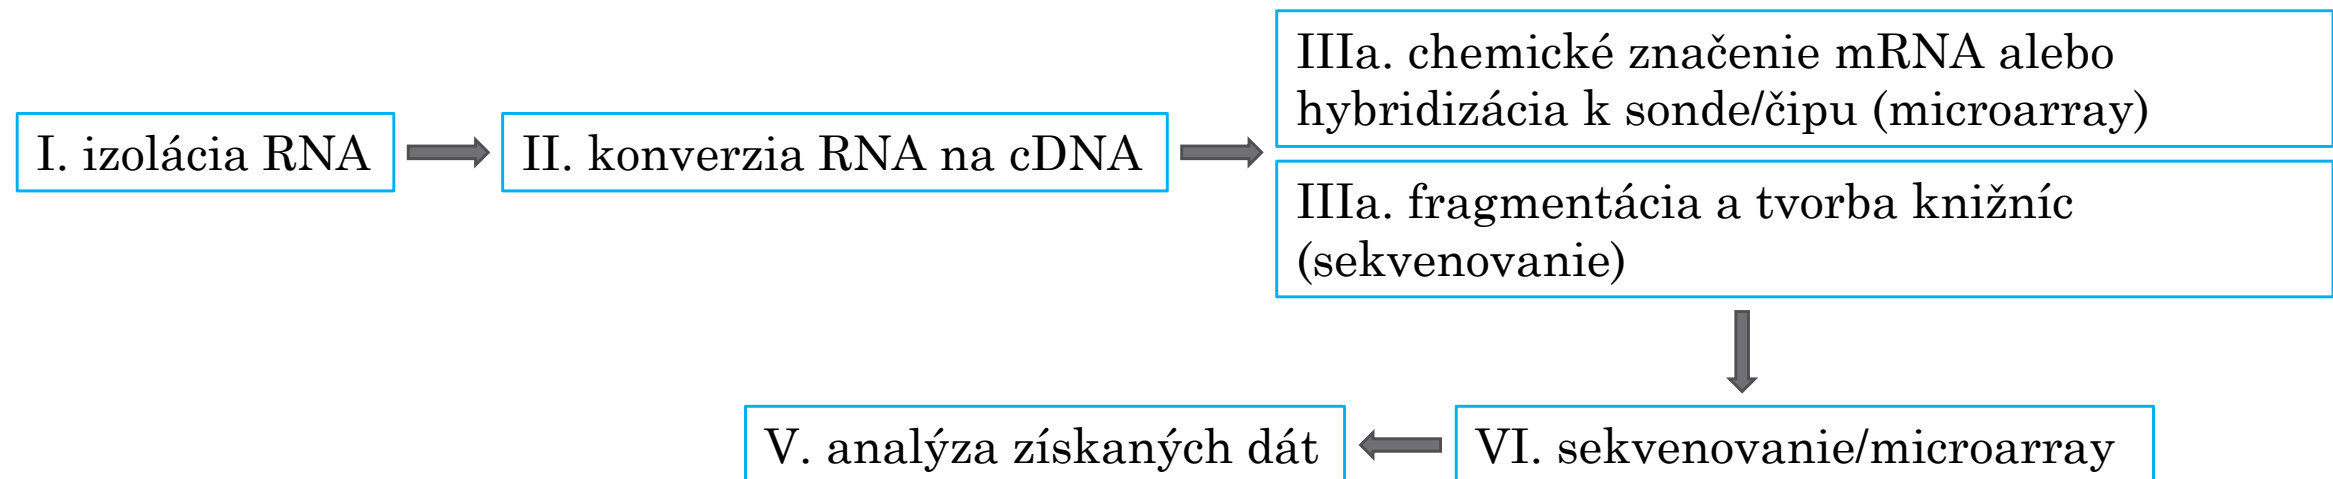 I. izolácia RNA
II. konverzia RNA na cDNA
IIIa. chemické značenie mRNA alebo
hybridizácia k sonde/čipu (microarray)
IIIa. fragmentácia a tvorba knižníc
(sekvenovanie)
VI. sekvenovanie/microarray
V. analýza získaných dát